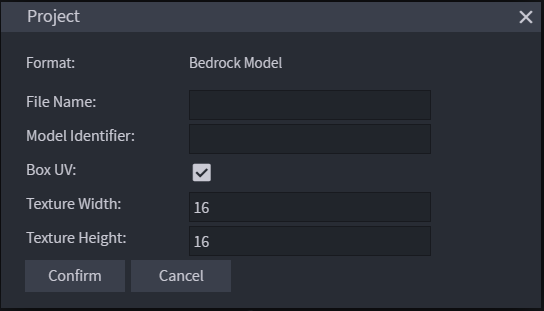 Project
Format: Bedrock Model
File Name:
Model Identifier:
Box UV:
Texture Width: 16
Texture Height: 16
Confirm Cancel